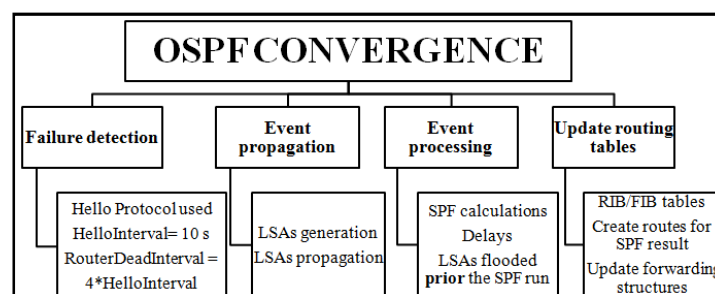 OSPF CONVERGENCE
Failure detection
Event
propagation
Event
processing
Update routing
tables
Hello Protocol used
HelloInterval= 10 s
RouterDeadInterval =
4*HelloInterval
LSAs generation
LSAs propagation
SPF calculations
Delays
LSAs flooded
prior the SPF run
RIB/FIB tables
Create routes for
SPF result
Update forwarding
structures